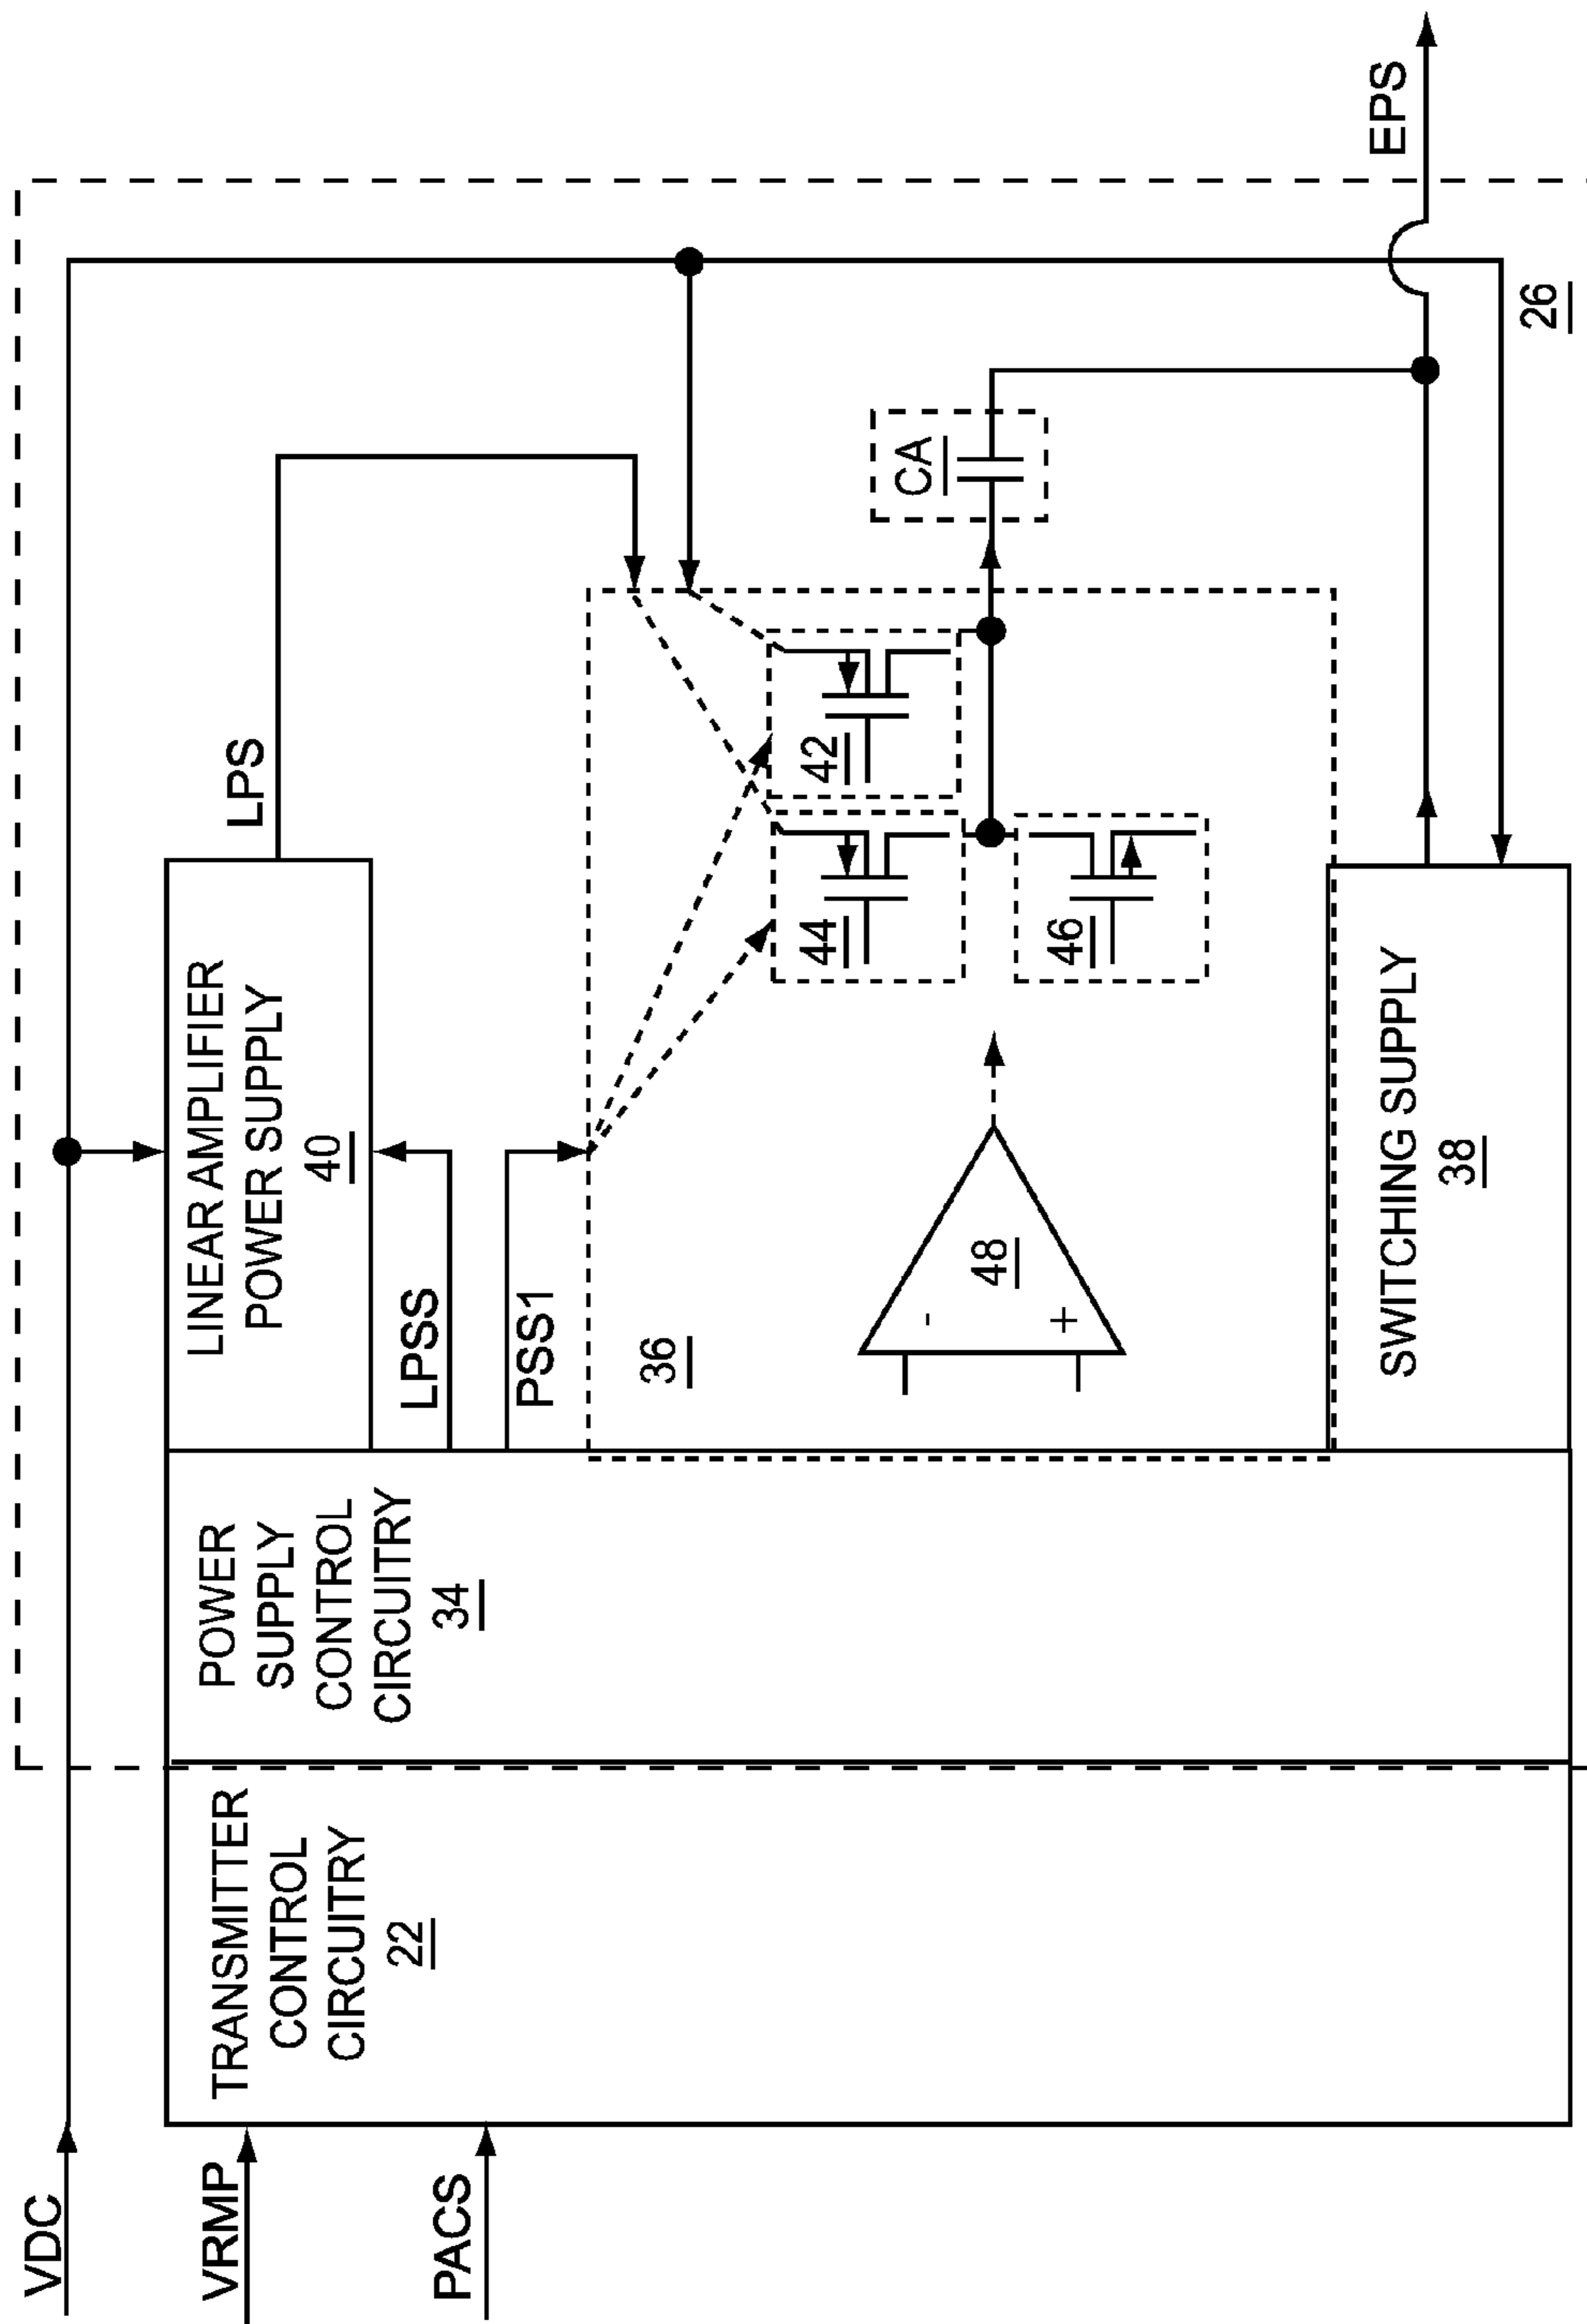 VDC
VRMP
PACS
TRANSMITTER
CONTROL
CIRCUITRY
22
POWER
SUPPLY
CONTROL
CIRCUITRY
34
LINEAR AMPLIFIER
POWER SUPPLY
40
LPSS
PSS1
LPS
36
-
+
48
44
42
46
CA
SWITCHING SUPPLY
38
EPS
26